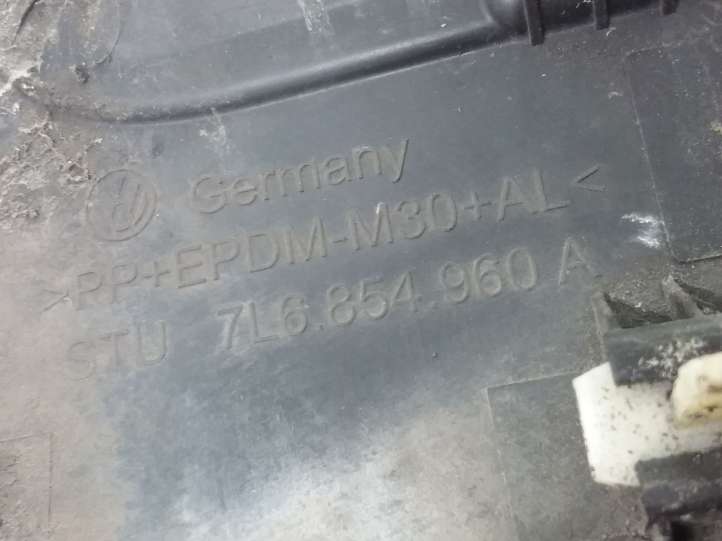 Germany
>PP+EPDM-M30+AL<
STU 7L6.854.960 A